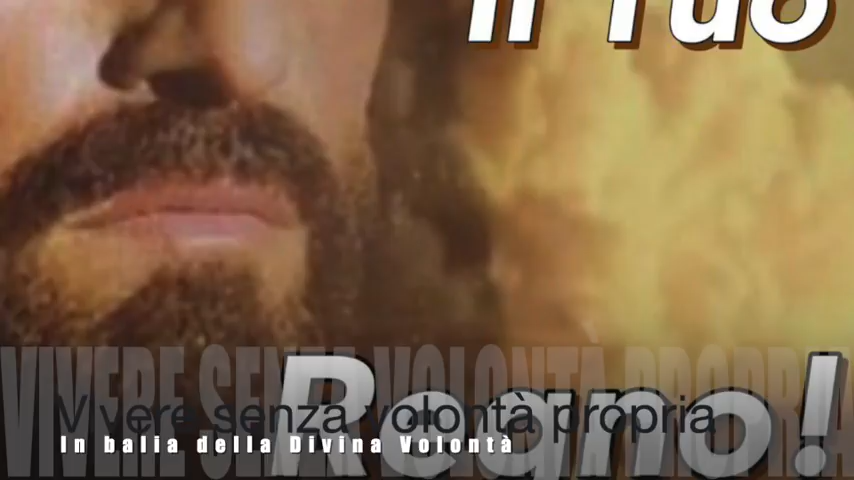 Il Tuo
VIVERE SENZA VOLONTÀ PROPRIA
Regno!
Vivere senza volontà propria
In balia della Divina Volontà